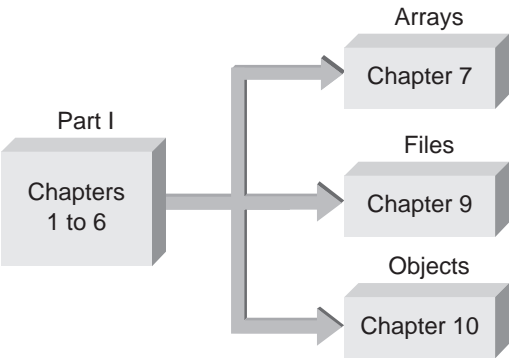 Part I
Chapters
1 to 6
Arrays
Chapter 7
Files
Chapter 9
Objects
Chapter 10